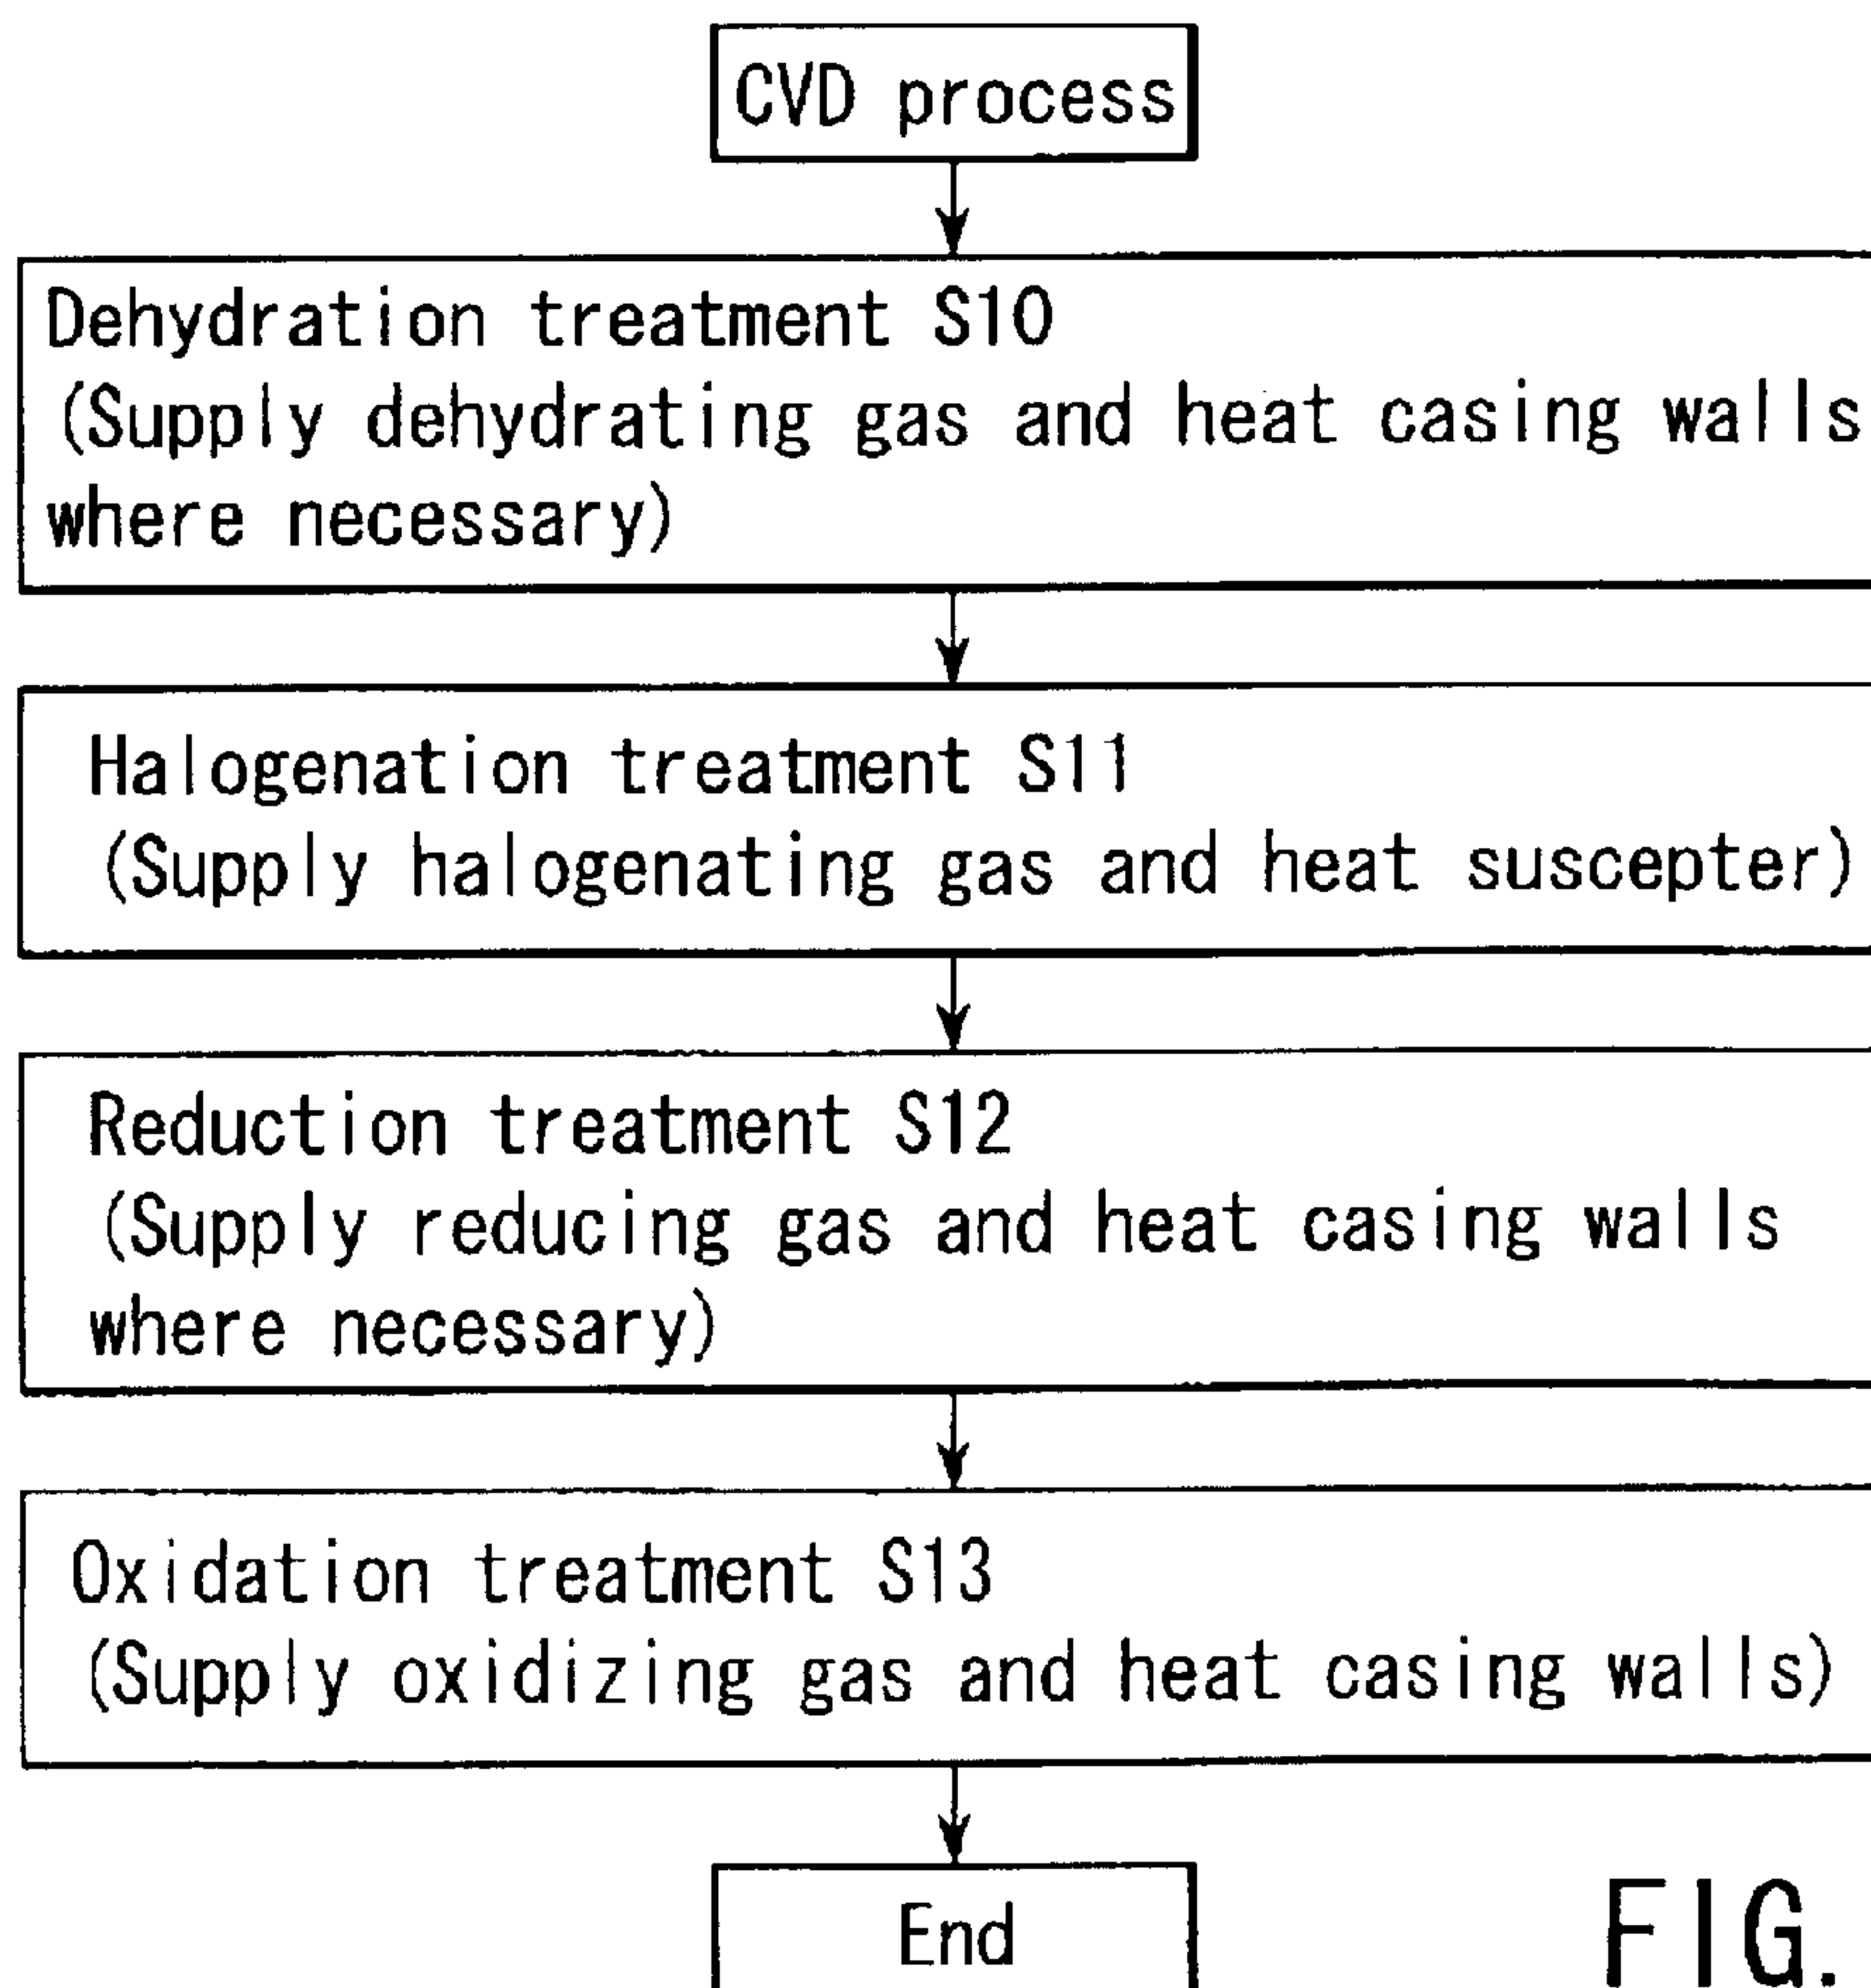 CVD process
Dehydration treatment S10
(Supply dehydrating gas and heat casing walls
where necessary)
Halogenation treatment S11
(Supply halogenating gas and heat suscepter)
Reduction treatment S12
(Supply reducing gas and heat casing walls
where necessary)
Oxidation treatment S13
(Supply oxidizing gas and heat casing walls)
End
FIG.